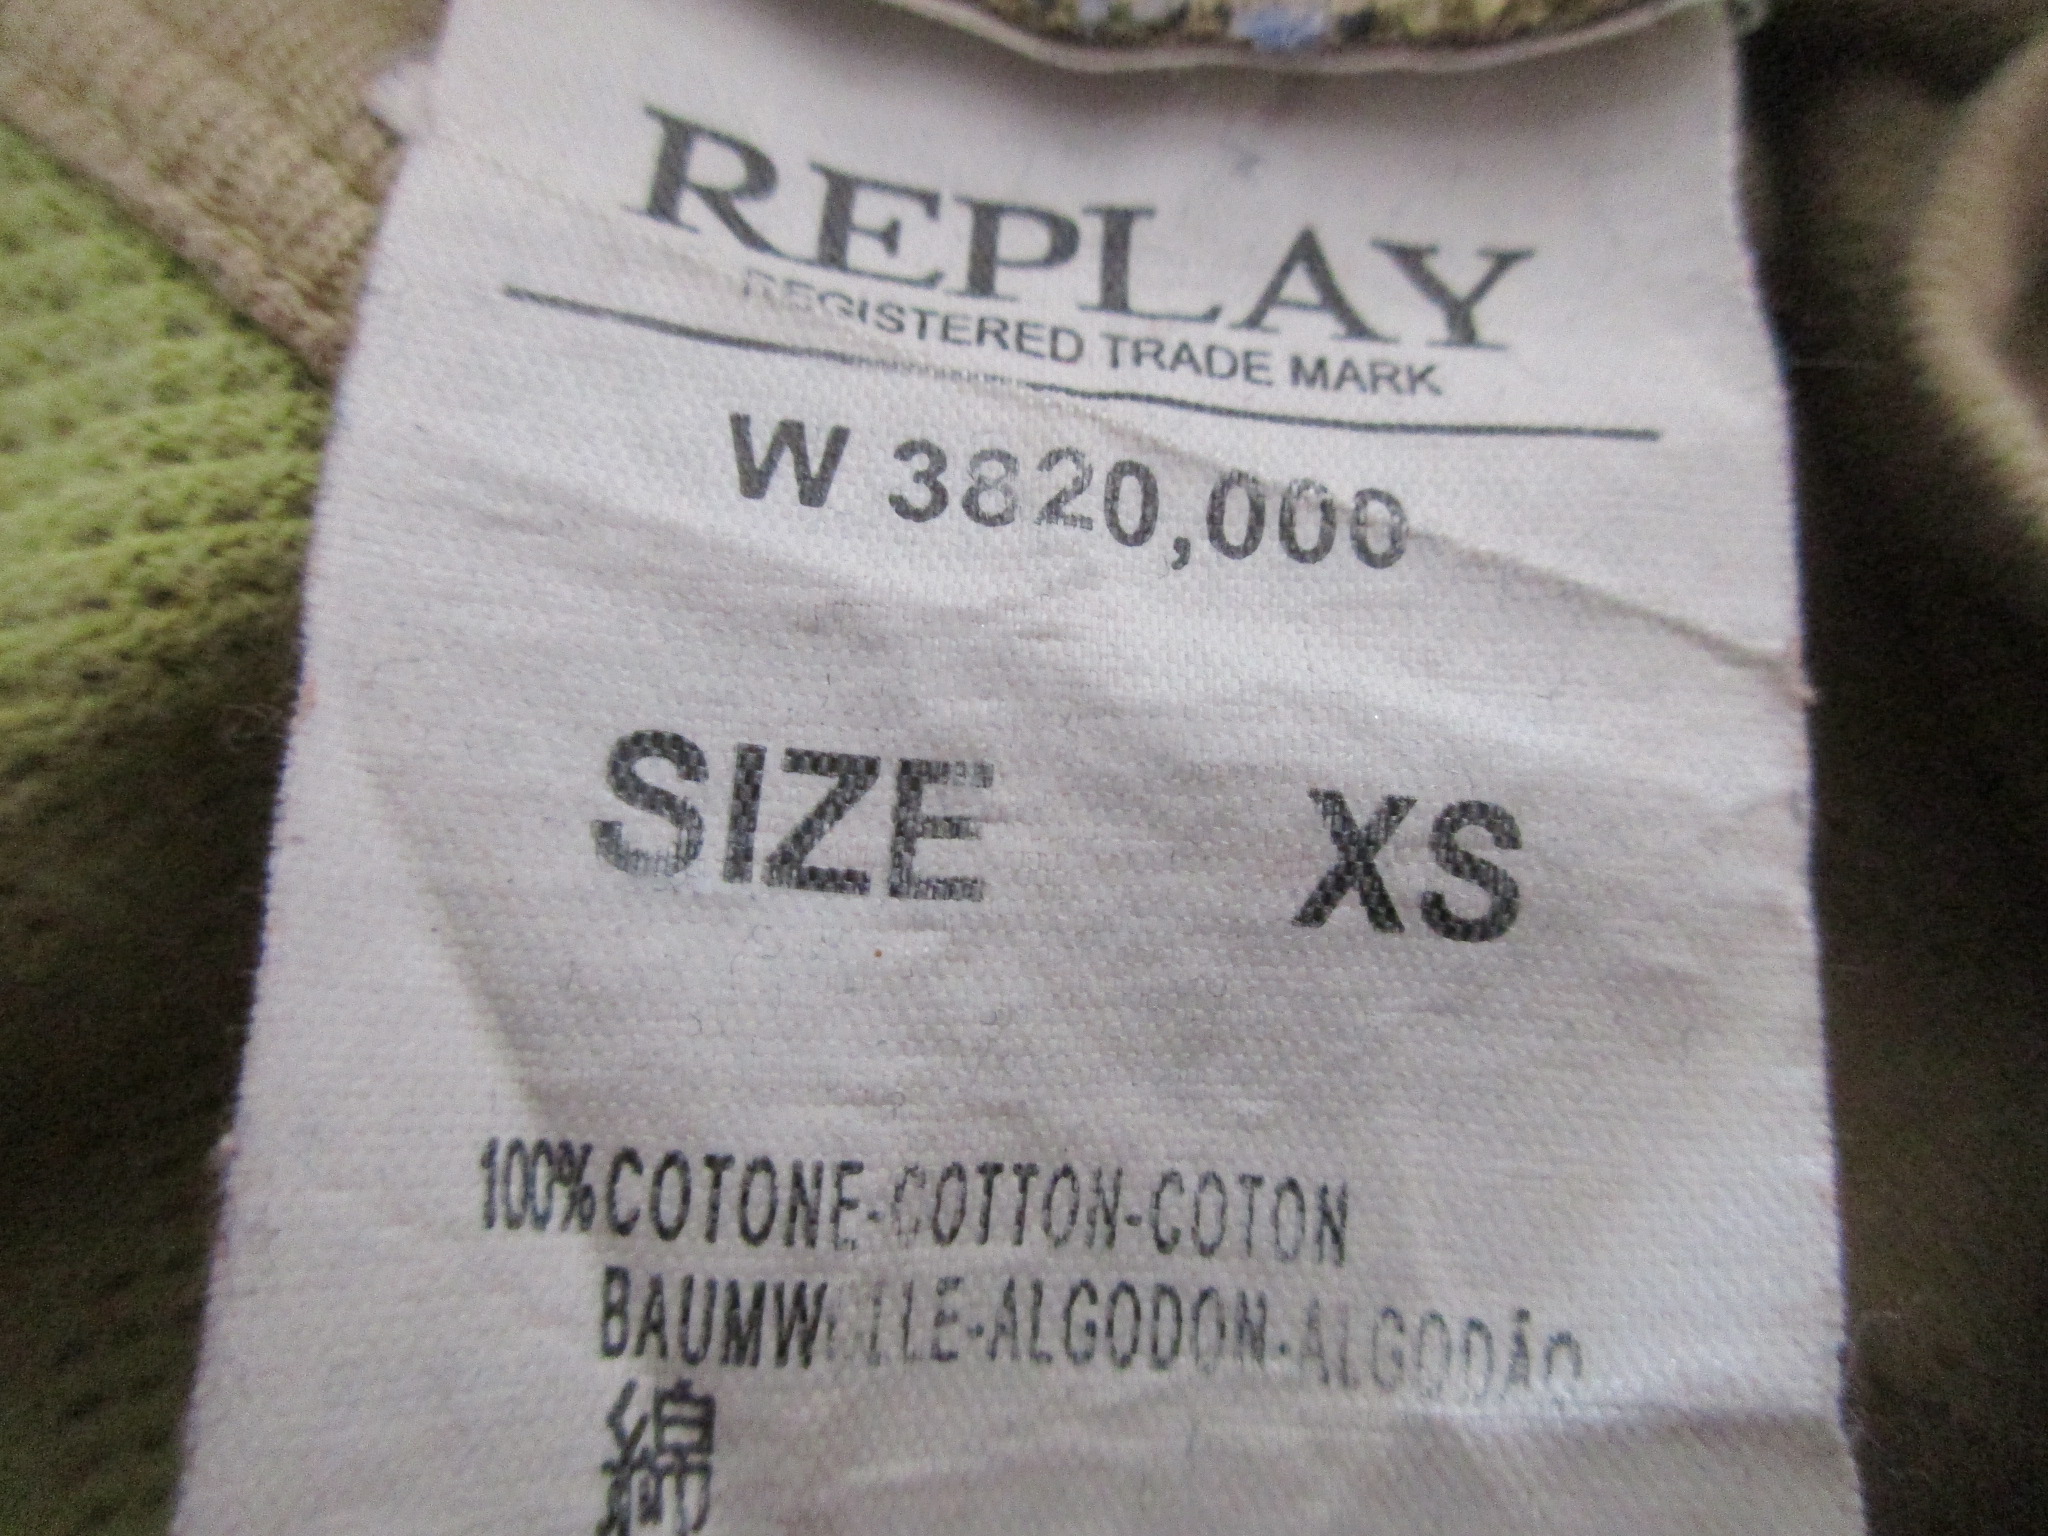 REPLAY
REGISTERED TRADE MARK
W 3820,000
SIZE XS
100% COTONE-COTTON-COTON
BAUMWOLLE-ALGODON-ALGODÃO
綿